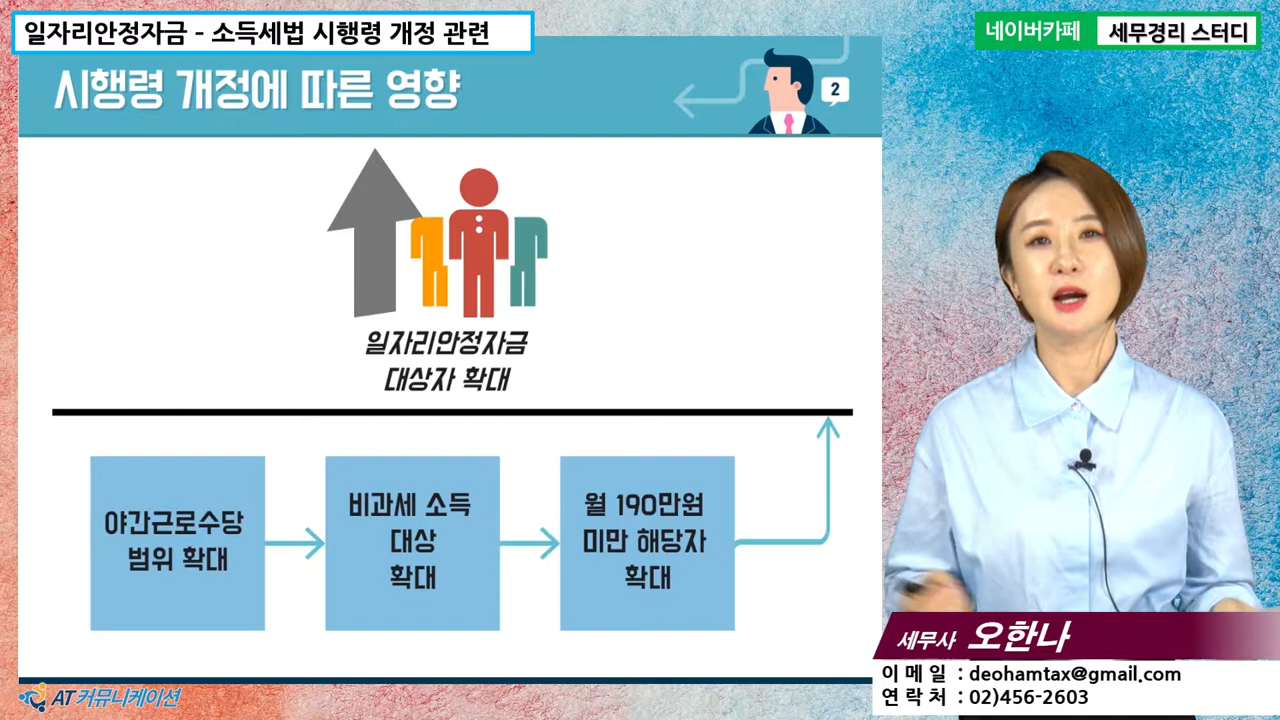 일자리안정자금 - 소득세법 시행령 개정 관련
네이버카페 세무경리 스터디
시행령 개정에 따른 영향
2
일자리안정자금
대상자 확대
야간근로수당
범위 확대
비과세 소득
대상
확대
월 190만원
미만 해당자
확대
세무사 오한나
이 메 일 : deohamtax@gmail.com
연 락 처 : 02)456-2603
AT커뮤니케이션